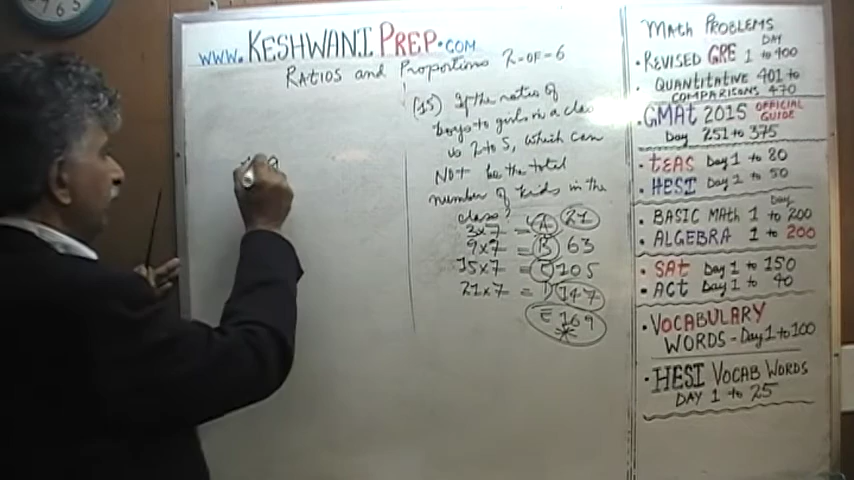 www.KESHWANIPREP.COM
RATIOS and Proportions 2-OF-6
(15) If the ratio of
boys to girls in a class
is 2 to 5, which can
NOT be the total
number of kids in the
class?
3x7 = A 21
9x7 = B 63
15x7 = C 105
21x7 = D 147
E 169
MATH PROBLEMS
DAY
• REVISED GRE 1 to 400
• QUANTITATIVE 401 to
COMPARISONS 470
• GMAT 2015 OFFICIAL GUIDE
Day 251 to 375
• TEAS Day 1 to 80
• HESI Day 1 to 50
Day
• BASIC MATH 1 to 200
• ALGEBRA 1 to 200
• SAT Day 1 to 150
• ACT Day 1 to 40
• VOCABULARY
WORDS - Day 1 to 100
• HESI VOCAB WORDS
DAY 1 to 25